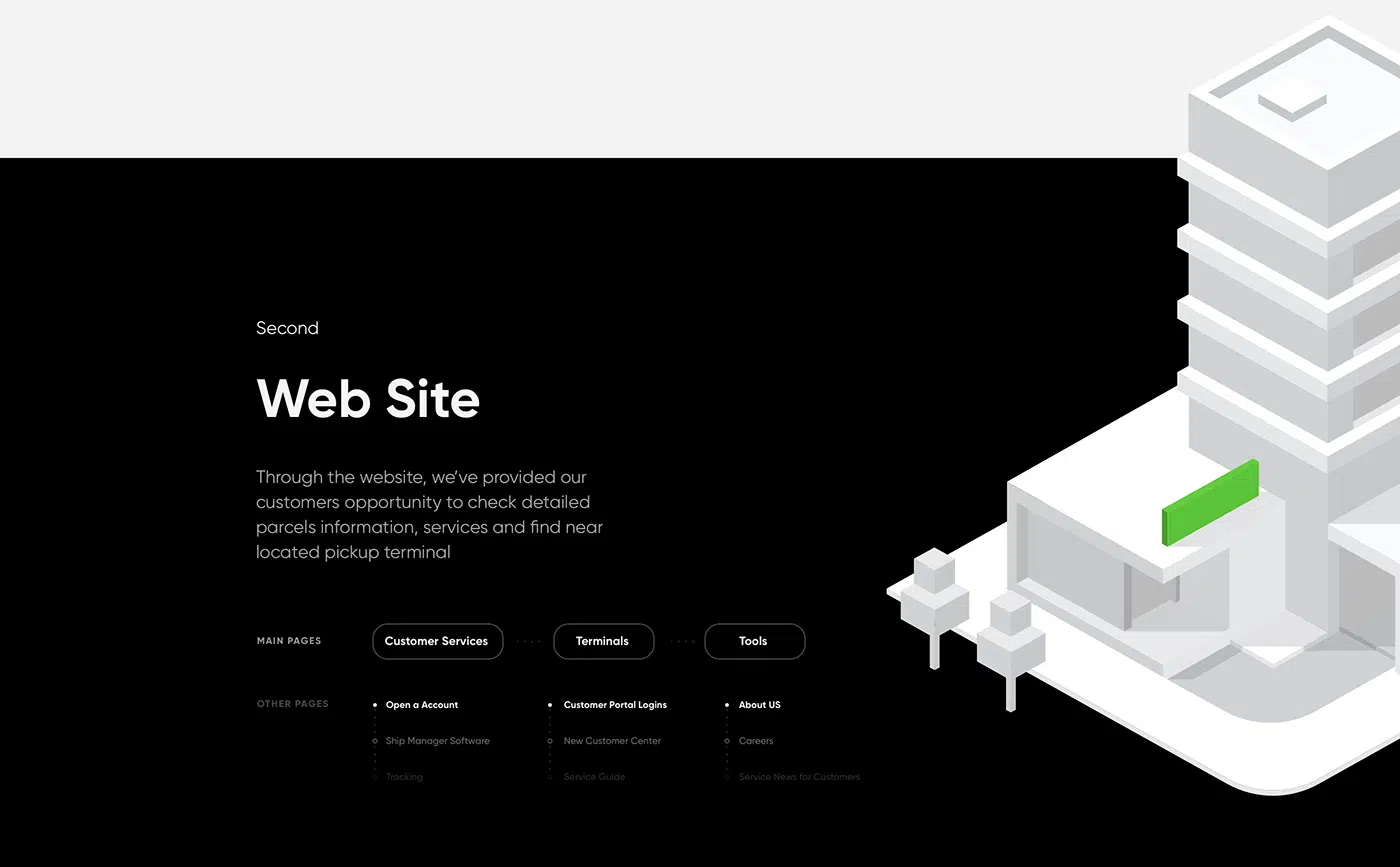 Second
Web Site
Through the website, we’ve provided our
customers opportunity to check detailed
parcels information, services and find near
located pickup terminal
MAIN PAGES
Customer Services
Terminals
Tools
OTHER PAGES
Open a Account
Customer Portal Logins
About US
Ship Manager Software
New Customer Center
Careers
Tracking
Service Guide
Service News for Customers